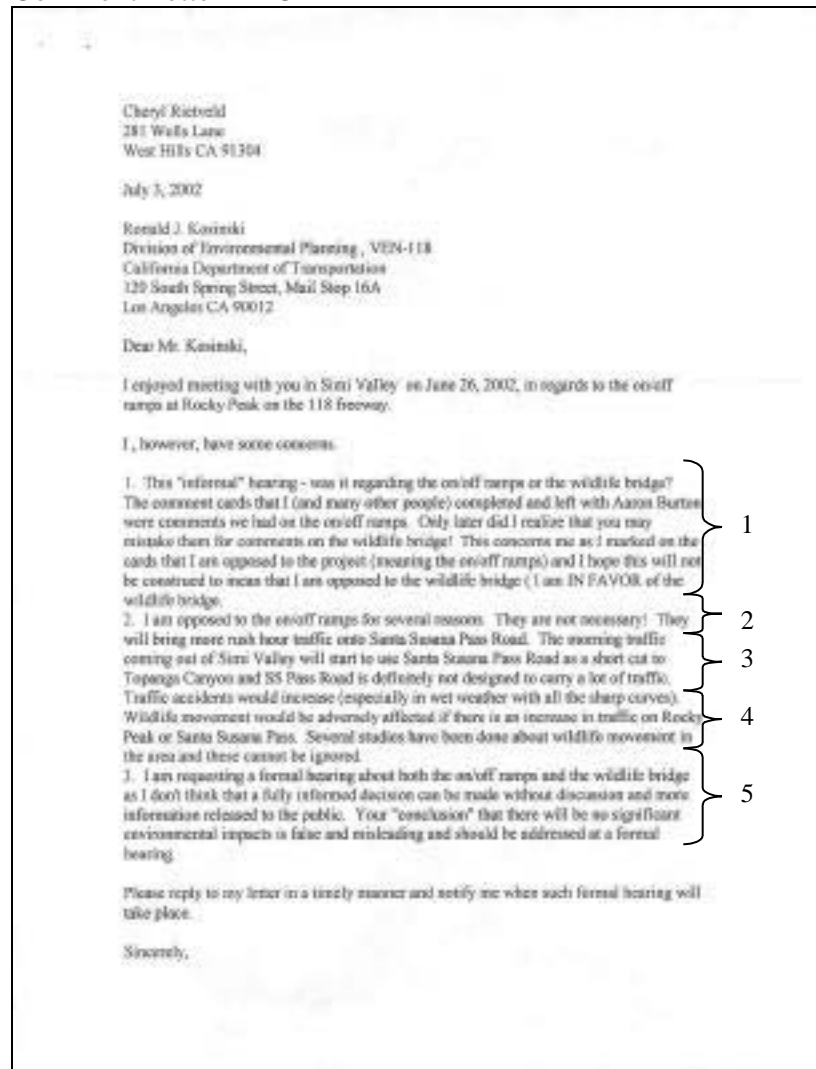 Cheryl Rietveld
281 Wells Lane
West Hills CA 91304
July 3, 2002
Ronald J. Kosinski
Division of Environmental Planning , VEN-118
California Department of Transportation
120 South Spring Street, Mail Stop 16A
Los Angeles CA 90012
Dear Mr. Kosinski,
I enjoyed meeting with you in Simi Valley on June 26, 2002, in regards to the on/off
ramps at Rocky Peak on the 118 freeway.
I , however, have some concerns.
1. This "informal" hearing - was it regarding the on/off ramps or the wildlife bridge?
The comment cards that I (and many other people) completed and left with Aaron Burton
were comments we had on the on/off ramps. Only later did I realize that you may
mistake them for comments on the wildlife bridge! This concerns me as I marked on the
cards that I am opposed to the project (meaning the on/off ramps) and I hope this will not
be construed to mean that I am opposed to the wildlife bridge ( I am IN FAVOR of the
wildlife bridge.
1
2. I am opposed to the on/off ramps for several reasons. They are not necessary! They
will bring more rush hour traffic onto Santa Susana Pass Road. The morning traffic
2
coming out of Simi Valley will start to use Santa Susana Pass Road as a short cut to
Topanga Canyon and SS Pass Road is definitely not designed to carry a lot of traffic.
3
Traffic accidents would increase (especially in wet weather with all the sharp curves).
Wildlife movement would be adversely affected if there is an increase in traffic on Rocky
Peak or Santa Susana Pass. Several studies have been done about wildlife movement in
the area and these cannot be ignored.
4
3. I am requesting a formal hearing about both the on/off ramps and the wildlife bridge
as I don't think that a fully informed decision can be made without discussion and more
information released to the public. Your "conclusion" that there will be no significant
environmental impacts is false and misleading and should be addressed at a formal
hearing.
5
Please reply to my letter in a timely manner and notify me when such formal hearing will
take place.
Sincerely,